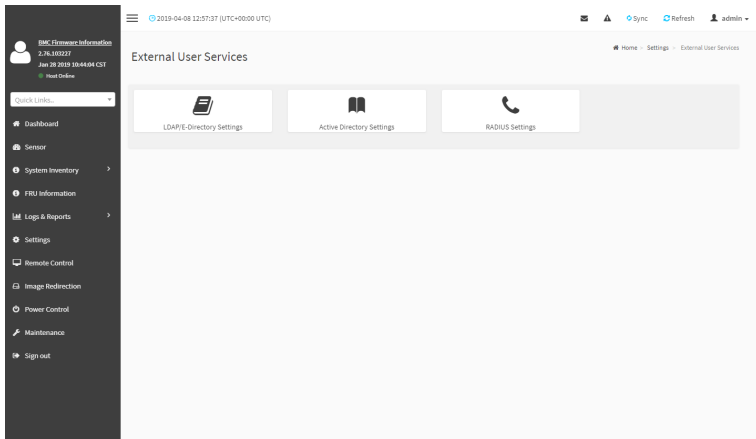 2019-04-08 12:57:37 (UTC+00:00 UTC)
Sync
Refresh
admin
BMC Firmware Information
2.76.103227
Jan 28 2019 10:44:04 CST
Host Online
Quick Links..
Dashboard
Sensor
System Inventory
FRU Information
Logs & Reports
Settings
Remote Control
Image Redirection
Power Control
Maintenance
Sign out
External User Services
Home > Settings > External User Services
LDAP/E-Directory Settings
Active Directory Settings
RADIUS Settings